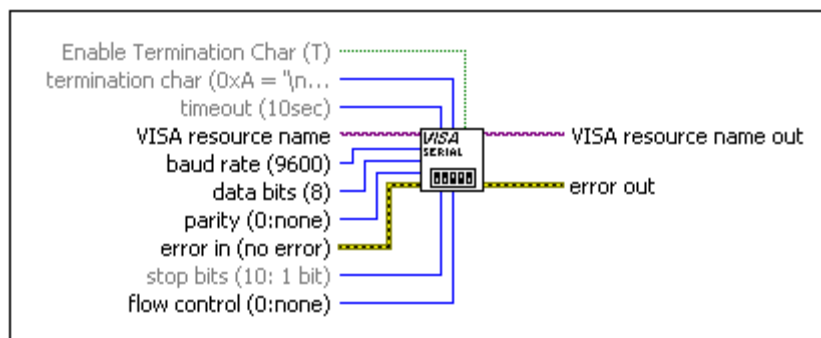 Enable Termination Char (T)
termination char (0xA = "\n...
timeout (10sec)
VISA resource name
baud rate (9600)
data bits (8)
parity (0:none)
error in (no error)
stop bits (10: 1 bit)
flow control (0:none)
VISA
SERIAL
VISA resource name out
error out